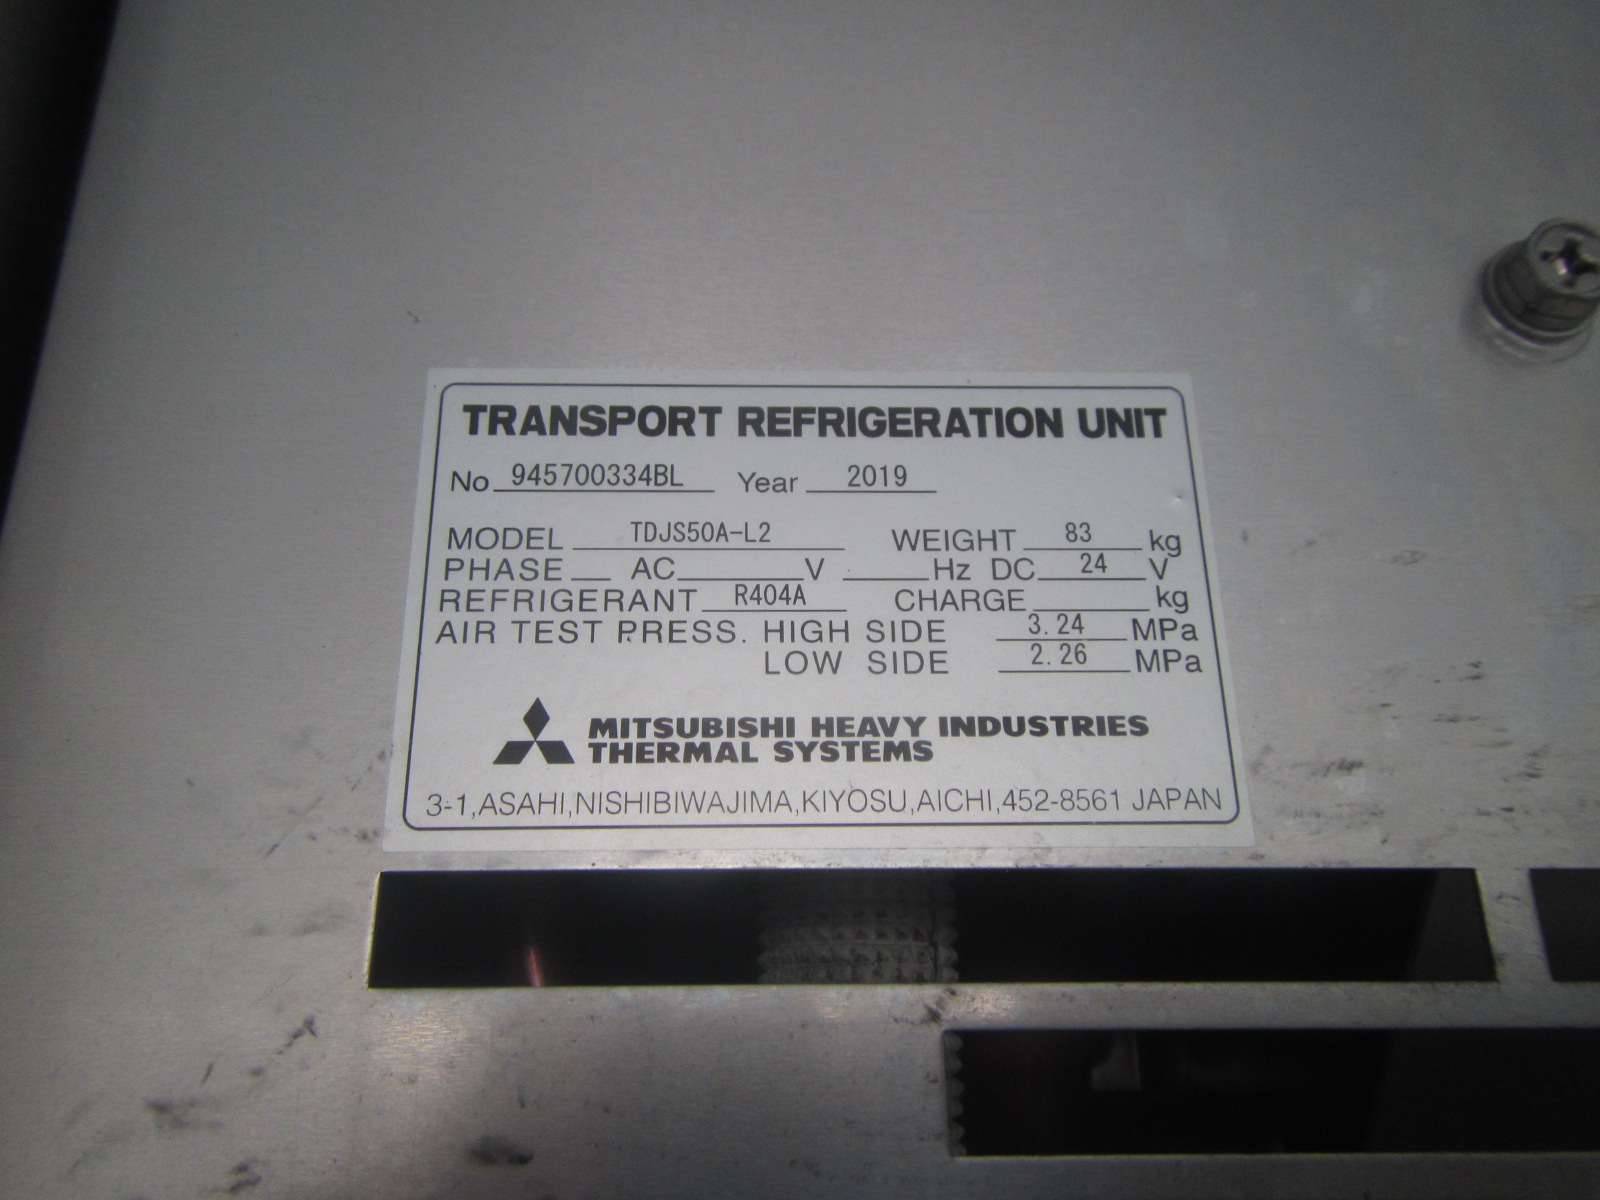 TRANSPORT REFRIGERATION UNIT
No 945700334BL Year 2019
MODEL TDJS50A-L2 WEIGHT 83 kg
PHASE AC V Hz DC 24 V
REFRIGERANT R404A CHARGE kg
AIR TEST PRESS. HIGH SIDE 3.24 MPa
LOW SIDE 2.26 MPa
MITSUBISHI HEAVY INDUSTRIES
THERMAL SYSTEMS
3-1,ASAHI,NISHIBIWAJIMA,KIYOSU,AICHI,452-8561 JAPAN